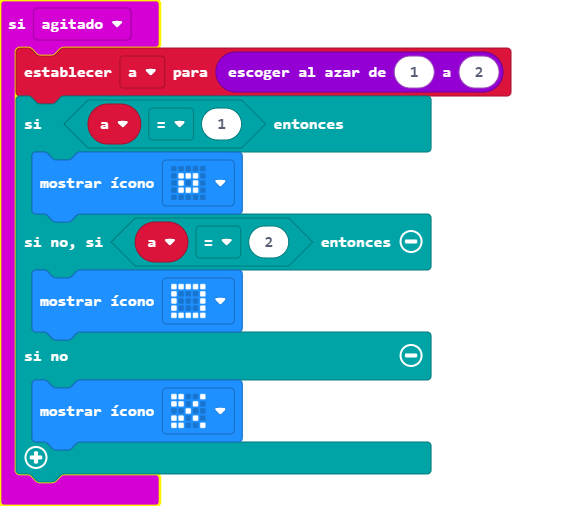 si agitado
establecer a para escoger al azar de 1 a 2
si a = 1 entonces
mostrar ícono
si no, si a = 2 entonces
mostrar ícono
si no
mostrar ícono